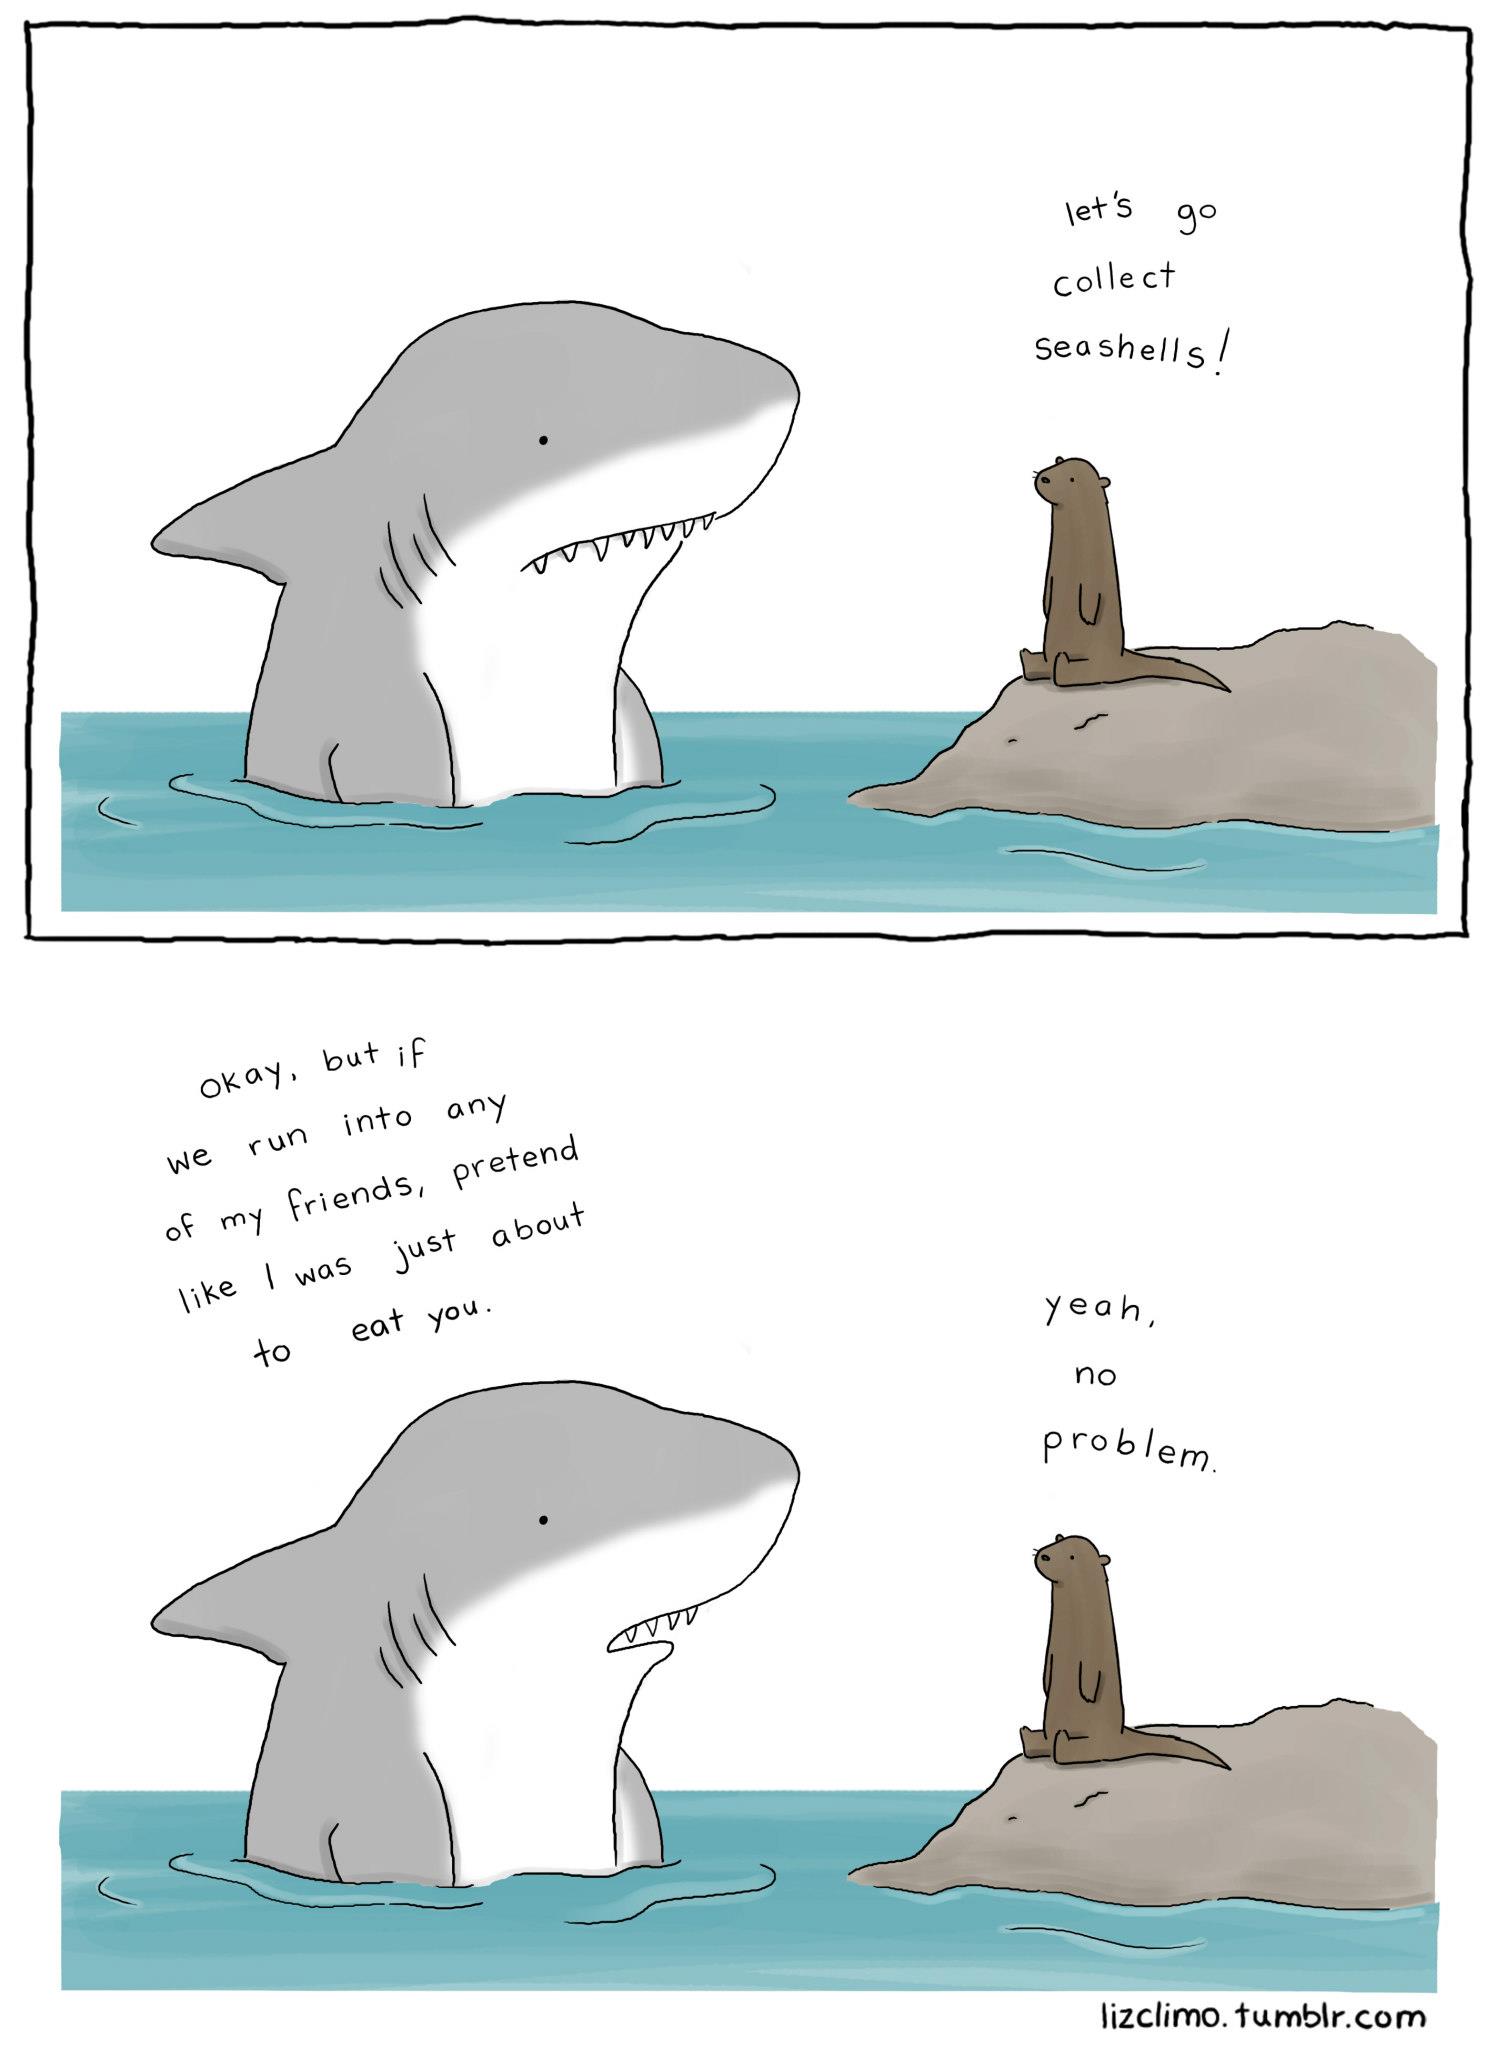 let's go
collect
seashells!
okay, but if
we run into any
of my friends, pretend
like I was just about
to eat you.
yeah,
no
problem.
lizclimo.tumblr.com